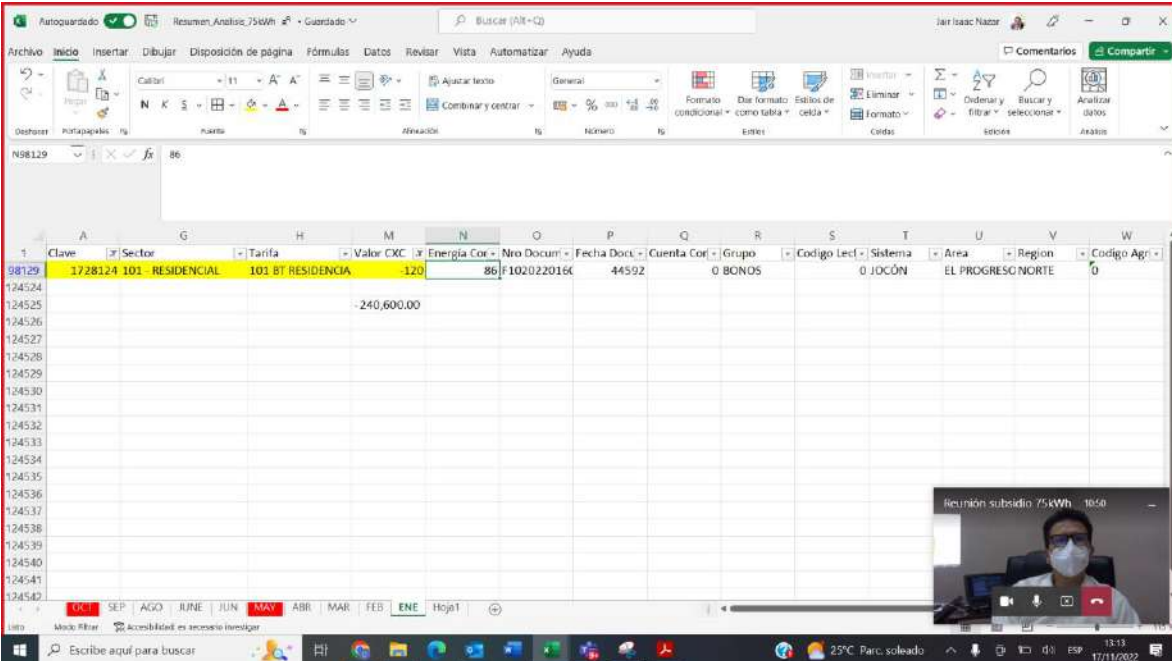 Autoguardado Resumen_Analisis_75kWh • Guardado Buscar (Alt+Q) Jair Isaac Nazar
Archivo Inicio Insertar Dibujar Disposición de página Fórmulas Datos Revisar Vista Automatizar Ayuda Comentarios Compartir
Calibri 11 A A Ajustar texto General Insertar Σ
Pegar Formato Dar formato Estilos de Eliminar Ordenar y Buscar y Analizar
N K S A Combinar y centrar % 000 condicional como tabla celda Formato filtrar seleccionar datos
Deshacer Portapapeles Fuente Alineación Número Estilos Celdas Edición Análisis
N98129 fx 86
A G H M N O P Q R S T U V W
1 Clave Sector Tarifa Valor CXC Energía Cor Nro Docum Fecha Docu Cuenta Cor Grupo Codigo Lect Sistema Area Region Codigo Agr
98129 1728124 101 - RESIDENCIAL 101 BT RESIDENCIA -120 86 F102022016 44592 0 BONOS 0 JOCÓN EL PROGRESO NORTE 0
124524
124525 -240,600.00
124526
124527
124528
124529
124530
124531
124532
124533
124534
124535
124536
124537
124538
124539
124540
124541
124542
Reunión subsidio 75kWh 10:50
OCT SEP AGO JUNE JUN MAY ABR MAR FEB ENE Hoja1
Listo Modo Filtrar Accesibilidad: es necesario investigar
Escribe aquí para buscar 25°C Parc. soleado ESP 13:13
17/11/2022